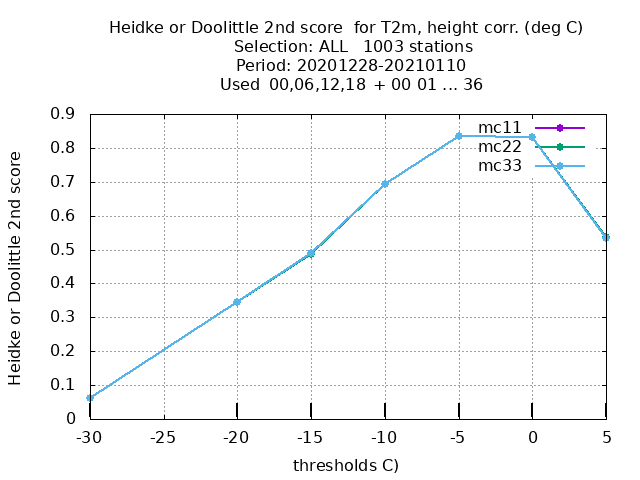 Heidke or Doolittle 2nd score  for T2m, height corr. (deg C)
Selection: ALL   1003 stations
Period: 20201228-20210110
Used  00,06,12,18  + 00 01 ... 36
Heidke or Doolittle 2nd score
0.9
0.8
0.7
0.6
0.5
0.4
0.3
0.2
0.1
0
mc11
mc22
mc33
-30 -25 -20 -15 -10 -5 0 5
thresholds C)